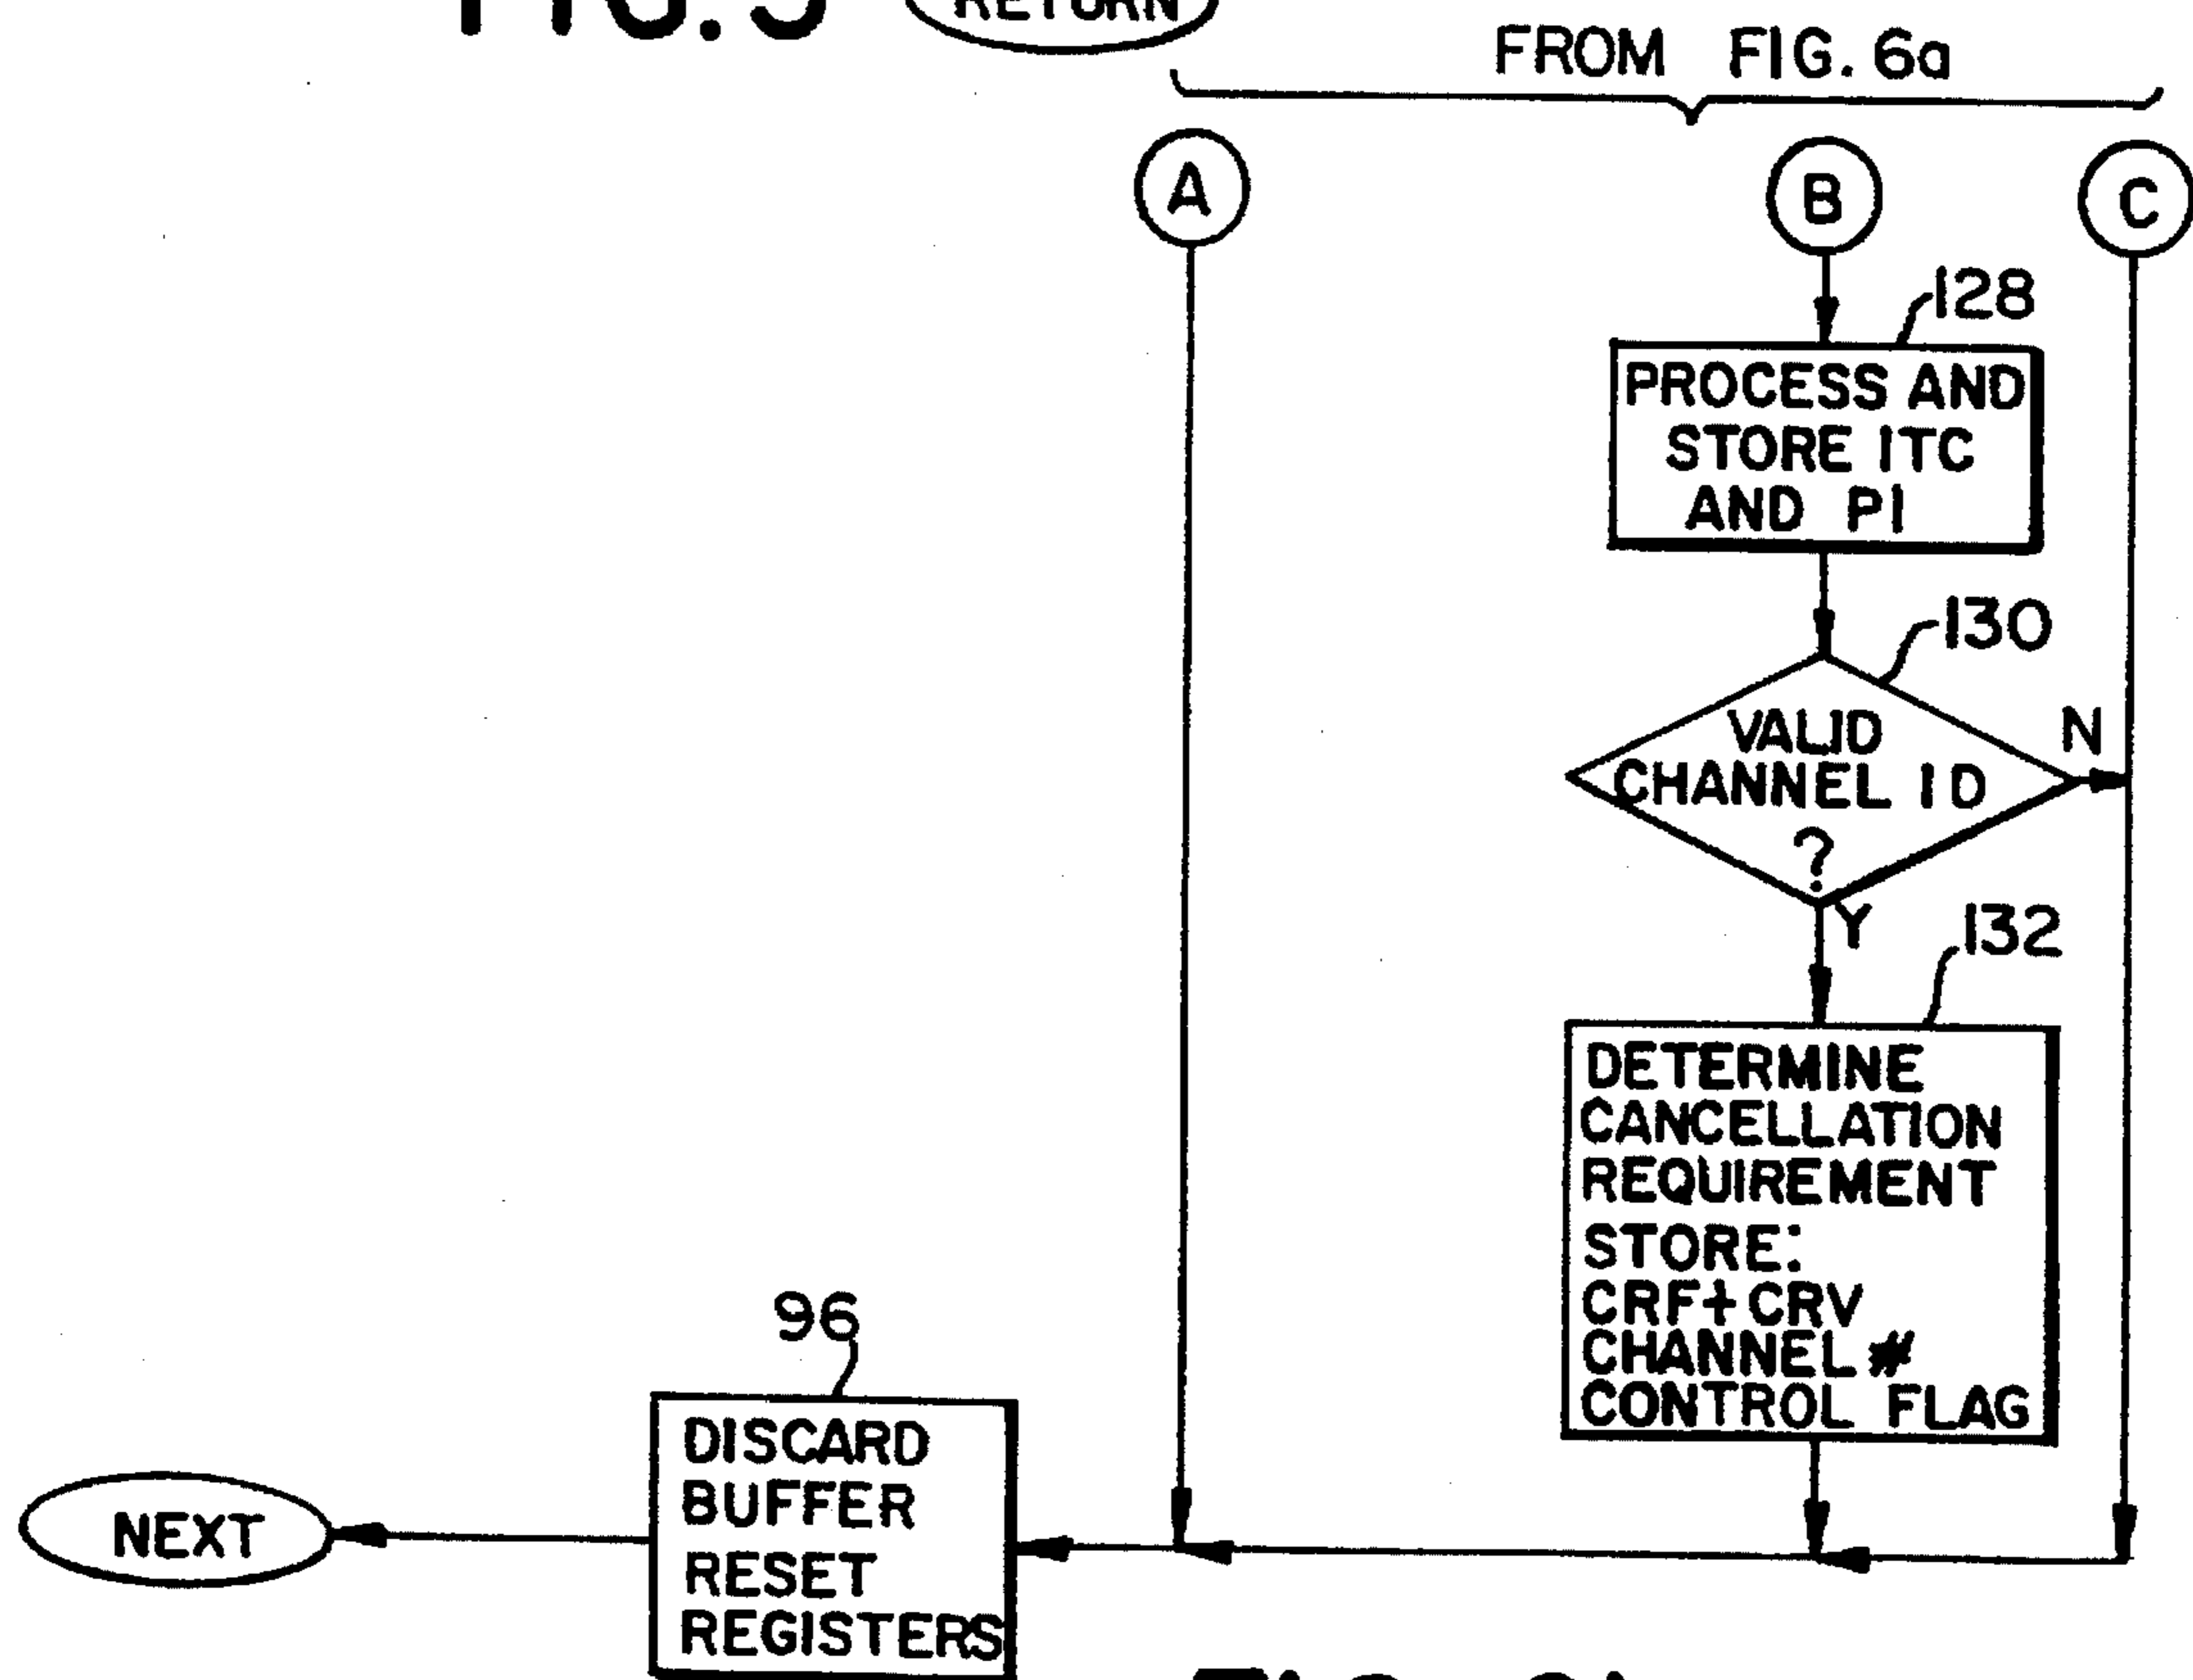 FIG. 5
RETURN
FROM FIG. 6a
A
B
C
128
PROCESS AND
STORE ITC
AND PI
130
VALID
CHANNEL ID
?
N
Y
132
DETERMINE
CANCELLATION
REQUIREMENT
STORE:
CRF+CRV
CHANNEL #
CONTROL FLAG
96
DISCARD
BUFFER
RESET
REGISTERS
NEXT